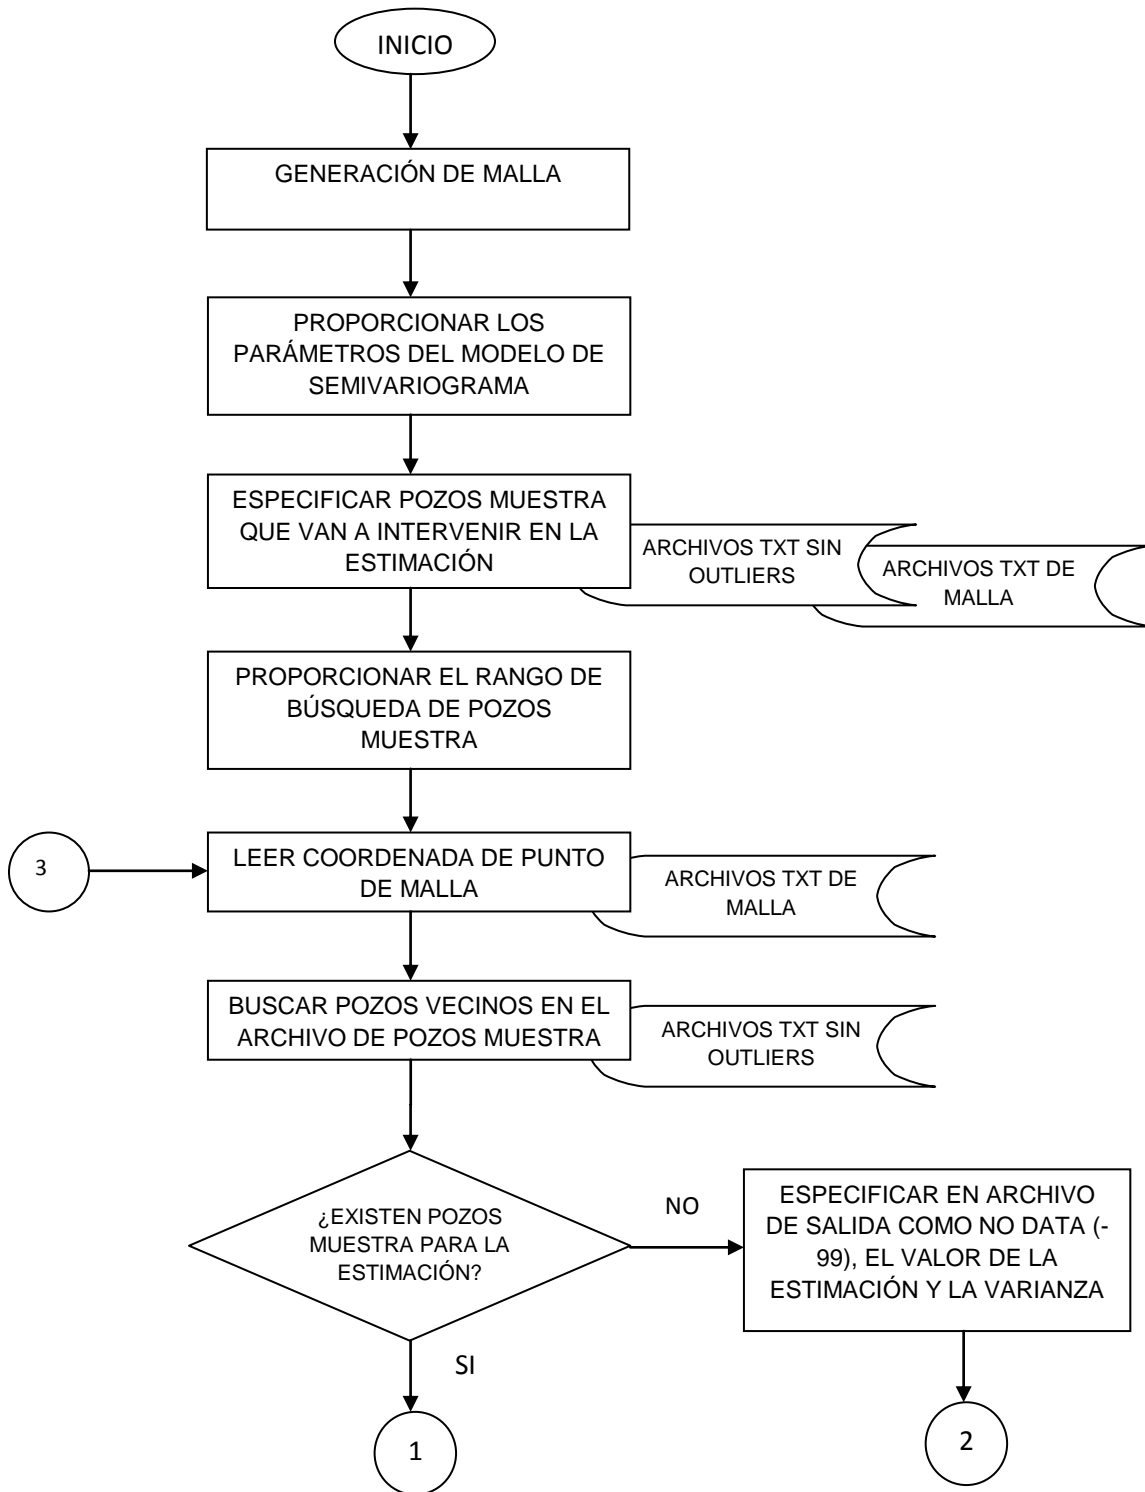 INICIO
GENERACIÓN DE MALLA
PROPORCIONAR LOS
PARÁMETROS DEL MODELO DE
SEMIVARIOGRAMA
ESPECIFICAR POZOS MUESTRA
QUE VAN A INTERVENIR EN LA
ESTIMACIÓN
ARCHIVOS TXT SIN
OUTLIERS
ARCHIVOS TXT DE
MALLA
PROPORCIONAR EL RANGO DE
BÚSQUEDA DE POZOS
MUESTRA
3
LEER COORDENADA DE PUNTO
DE MALLA
ARCHIVOS TXT DE
MALLA
BUSCAR POZOS VECINOS EN EL
ARCHIVO DE POZOS MUESTRA
ARCHIVOS TXT SIN
OUTLIERS
¿EXISTEN POZOS
MUESTRA PARA LA
ESTIMACIÓN?
NO
ESPECIFICAR EN ARCHIVO
DE SALIDA COMO NO DATA (-
99), EL VALOR DE LA
ESTIMACIÓN Y LA VARIANZA
SI
1
2